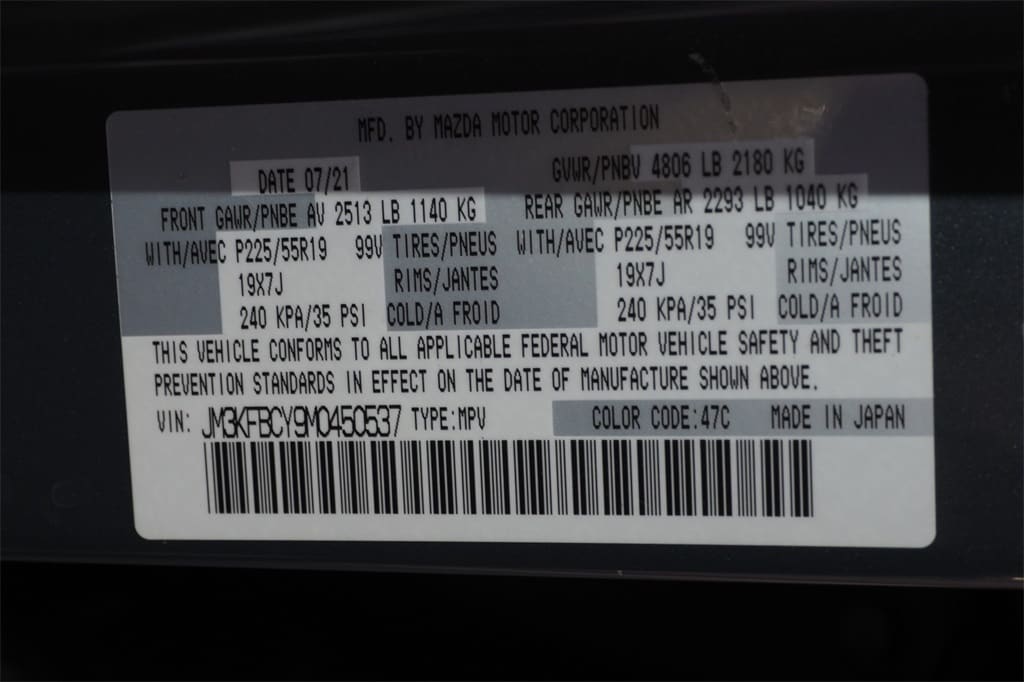 MFD. BY MAZDA MOTOR CORPORATION
DATE 07/21 GVWR/PNBV 4806 LB 2180 KG
FRONT GAWR/PNBE AV 2513 LB 1140 KG REAR GAWR/PNBE AR 2293 LB 1040 KG
WITH/AVEC P225/55R19 99V TIRES/PNEUS WITH/AVEC P225/55R19 99V TIRES/PNEUS
19X7J RIMS/JANTES 19X7J RIMS/JANTES
240 KPA/35 PSI COLD/A FROID 240 KPA/35 PSI COLD/A FROID
THIS VEHICLE CONFORMS TO ALL APPLICABLE FEDERAL MOTOR VEHICLE SAFETY AND THEFT
PREVENTION STANDARDS IN EFFECT ON THE DATE OF MANUFACTURE SHOWN ABOVE.
VIN: JM3KFBCY9M0450537 TYPE:MPV COLOR CODE:47C MADE IN JAPAN